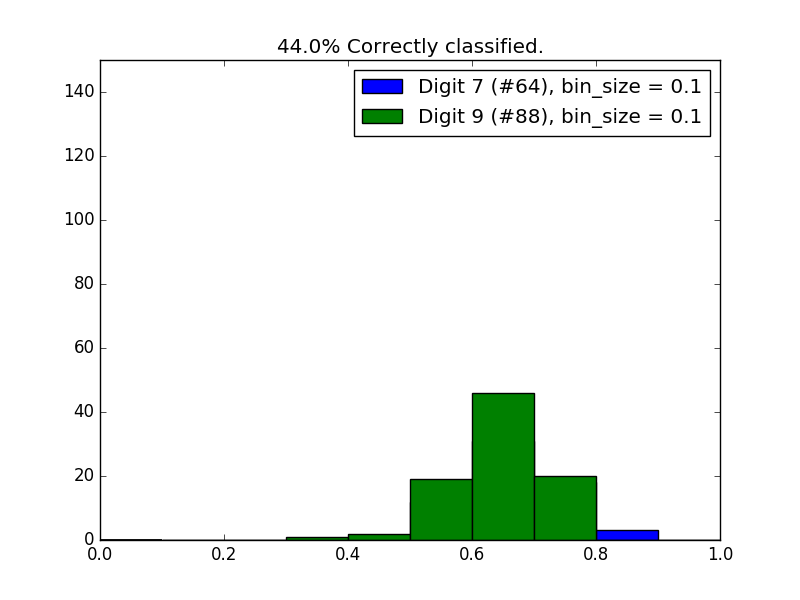 44.0% Correctly classified.
Digit 7 (#64), bin_size = 0.1
Digit 9 (#88), bin_size = 0.1
140
120
100
80
60
40
20
0
0.0 0.2 0.4 0.6 0.8 1.0